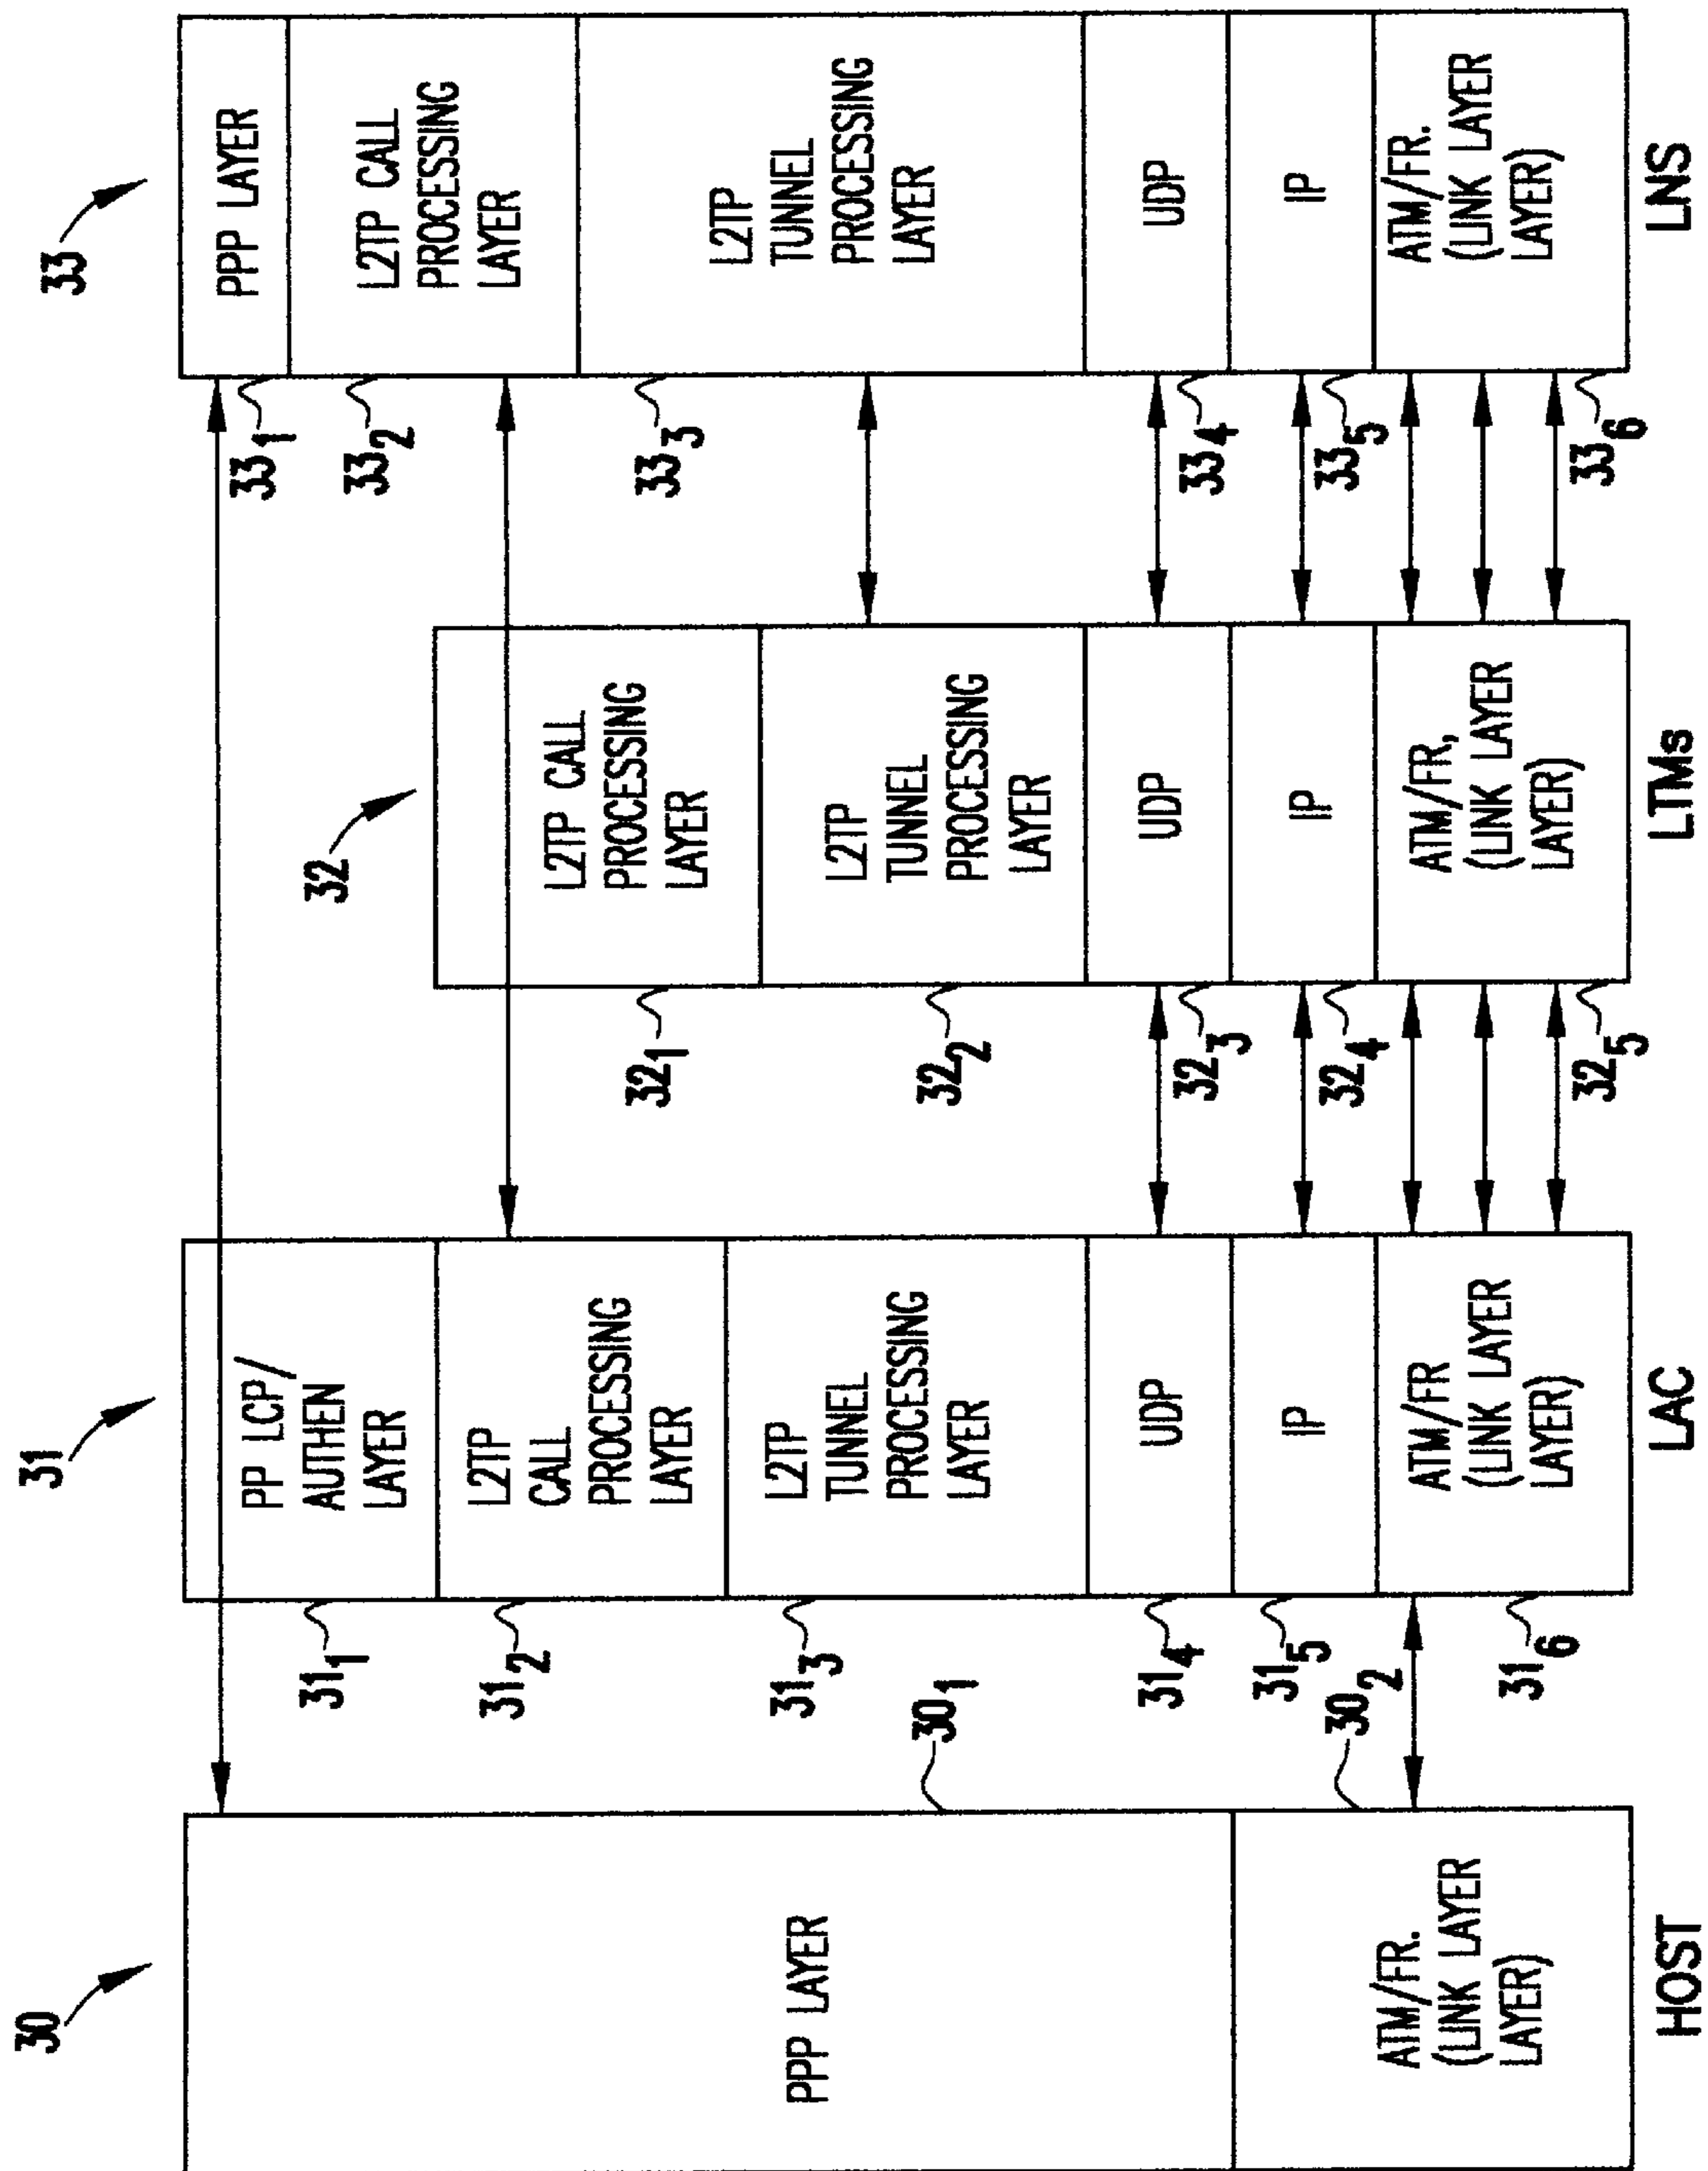 30
PPP LAYER
ATM/FR.
(LINK LAYER
LAYER)
30₁
30₂
HOST
31
PP LCP/
AUTHEN
LAYER
L2TP
CALL
PROCESSING
LAYER
L2TP
TUNNEL
PROCESSING
LAYER
UDP
IP
ATM/FR
(LINK LAYER
LAYER)
31₁
31₂
31₃
31₄
31₅
31₆
LAC
32
L2TP CALL
PROCESSING
LAYER
L2TP
TUNNEL
PROCESSING
LAYER
UDP
IP
ATM/FR,
(LINK LAYER
LAYER)
32₁
32₂
32₃
32₄
32₅
LTMs
33
PPP LAYER
L2TP CALL
PROCESSING
LAYER
L2TP
TUNNEL
PROCESSING
LAYER
UDP
IP
ATM/FR.
(LINK LAYER
LAYER)
33₁
33₂
33₃
33₄
33₅
33₆
LNS